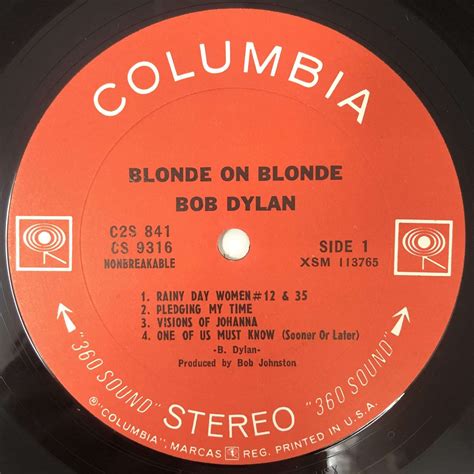 COLUMBIA
BLONDE ON BLONDE
BOB DYLAN
C2S 841
CS 9316
NONBREAKABLE
SIDE 1
XSM 113765
1. RAINY DAY WOMEN #12 & 35
2. PLEDGING MY TIME
3. VISIONS OF JOHANNA
4. ONE OF US MUST KNOW (Sooner Or Later)
-B. Dylan-
Produced by Bob Johnston
"360 SOUND" STEREO "360 SOUND"
® "COLUMBIA", MARCAS REG. PRINTED IN U.S.A.